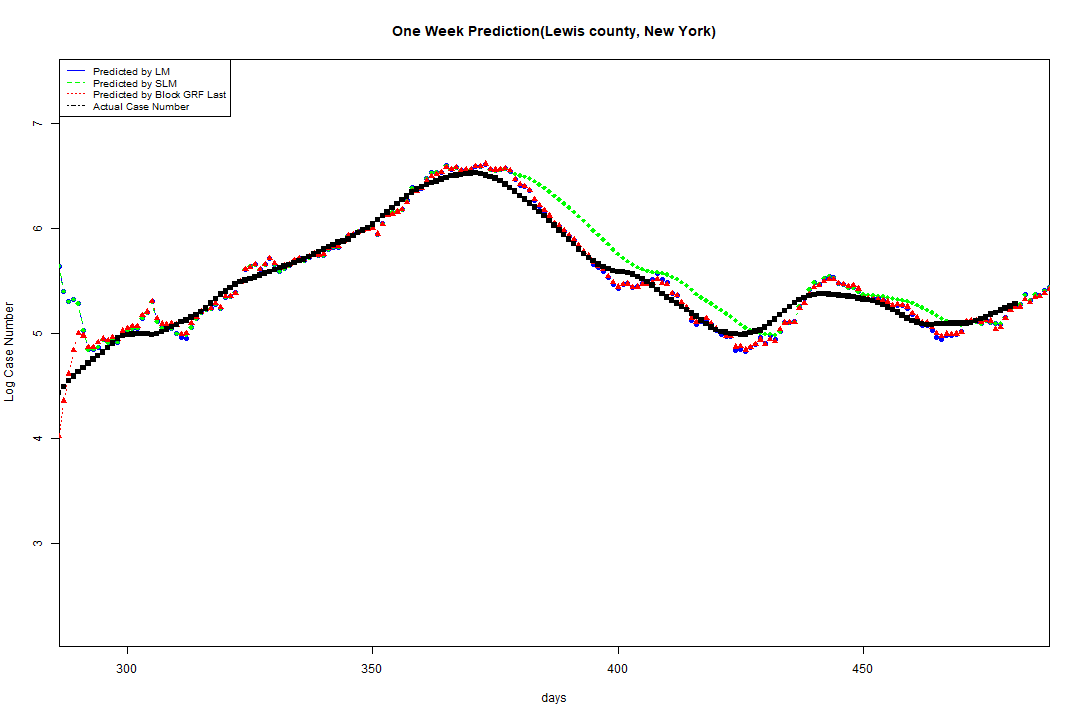 One Week Prediction(Lewis county, New York)
Predicted by LM
Predicted by SLM
Predicted by Block GRF Last
Actual Case Number
Log Case Number
7
6
5
4
3
300 350 400 450
days